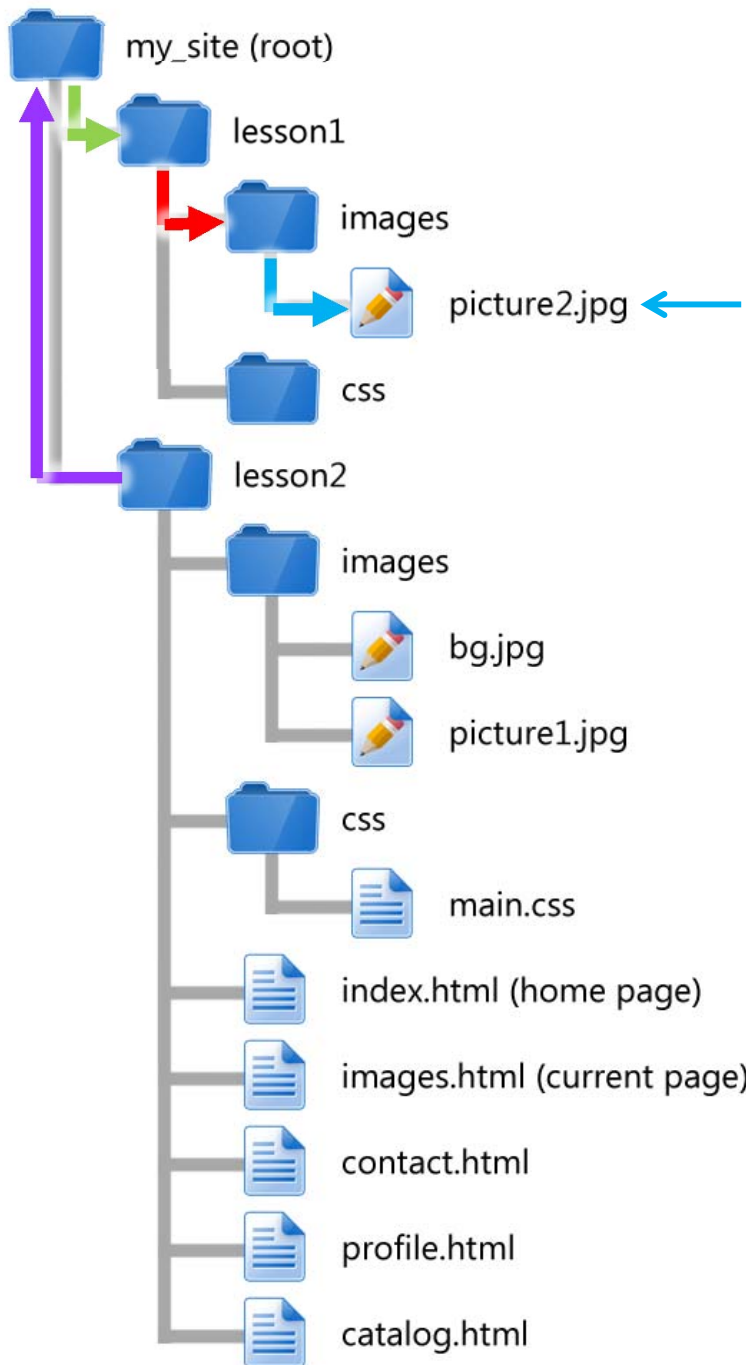 my_site (root)
lesson1
images
picture2.jpg
css
lesson2
images
bg.jpg
picture1.jpg
css
main.css
index.html (home page)
images.html (current page)
contact.html
profile.html
catalog.html